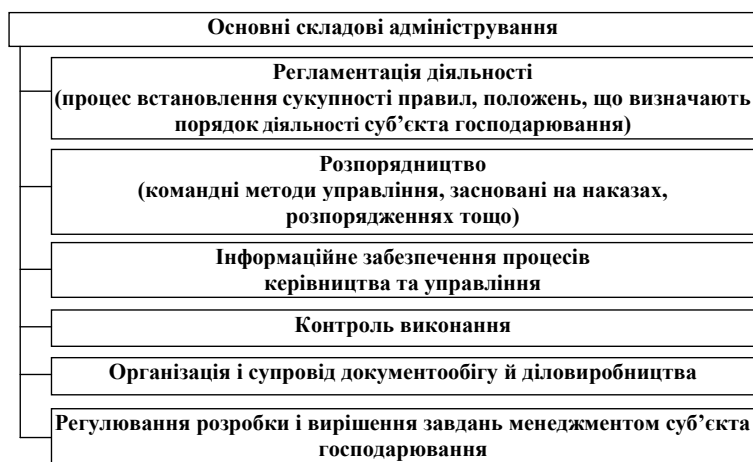 Основні складові адміністрування
Регламентація діяльності
(процес встановлення сукупності правил, положень, що визначають
порядок діяльності суб’єкта господарювання)
Розпорядництво
(командні методи управління, засновані на наказах,
розпорядженнях тощо)
Інформаційне забезпечення процесів
керівництва та управління
Контроль виконання
Організація і супровід документообігу й діловиробництва
Регулювання розробки і вирішення завдань менеджментом суб’єкта
господарювання